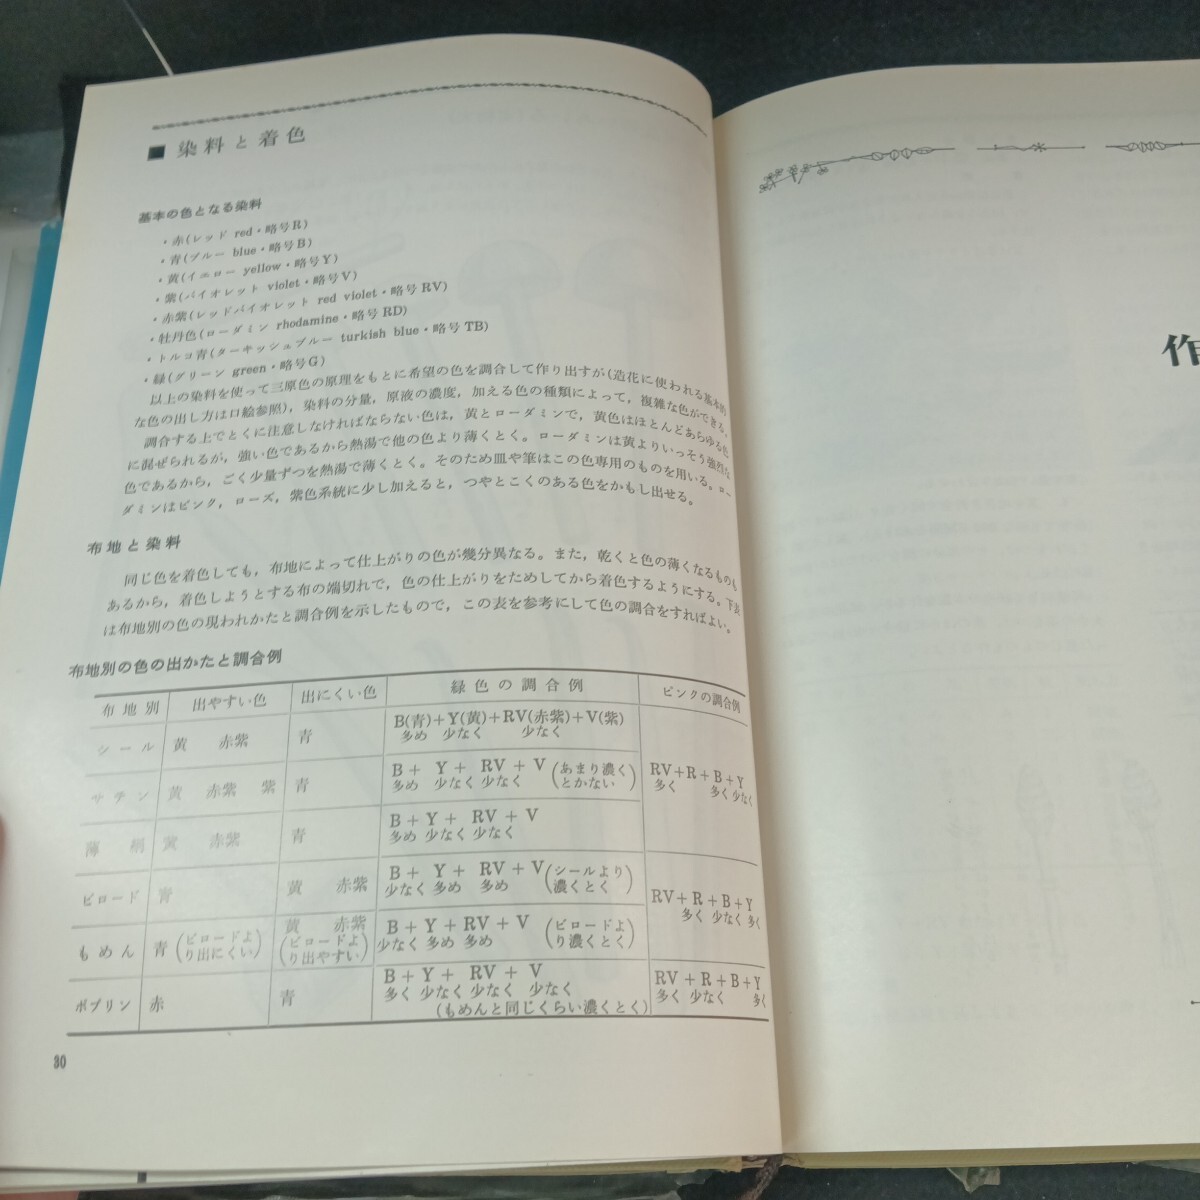 ■ 染料と着色
基本の色となる染料
・赤(レッド red・略号R)
・青(ブルー blue・略号B)
・黄(イエロー yellow・略号Y)
・紫(バイオレット violet・略号V)
・赤紫(レッドバイオレット red violet・略号RV)
・牡丹色(ローダミン rhodamine・略号RD)
・トルコ青(ターキッシュブルー turkish blue・略号TB)
・緑(グリーン green・略号G)
以上の染料を使って三原色の原理をもとに希望の色を調合して作り出すが(造花に使われる基本的
な色の出し方は口絵参照)，染料の分量，原液の濃度，加える色の種類によって，複雑な色ができる。
調合する上でとくに注意しなければならない色は，黄とローダミンで，黄色はほとんどあらゆる色
に混ぜられるが，強い色であるから熱湯で他の色より薄くとく。ローダミンは黄よりいっそう強烈な
色であるから，ごく少量ずつを熱湯で薄くとく。そのため皿や筆はこの色専用のものを用いる。ロー
ダミンはピンク，ローズ，紫色系統に少し加えると，つやとこくのある色をかもし出せる。
布地と染料
同じ色を着色しても，布地によって仕上がりの色が幾分異なる。また，乾くと色の薄くなるものも
あるから，着色しようとする布の端切れで，色の仕上がりをためしてから着色するようにする。下表
は布地別の色の現われかたと調合例を示したもので，この表を参考にして色の調合をすればよい。
布地別の色の出かたと調合例
布地別 出やすい色 出にくい色 緑色の調合例 ピンクの調合例
シール 黄 赤紫 青 B(青)+Y(黄)+RV(赤紫)+V(紫)
多め 少なく 少なく
サテン 黄 赤紫 紫 青 B+ Y+ RV+V (あまり濃くとかない) RV+R+B+Y
多め 少なく 少なく 多く 多く 少なく
薄絹 黄 赤紫 青 B+Y+ RV+V
多め 少なく 少なく
ビロード 青 黄 赤紫 B+ Y+ RV+V (シールより濃くとく) RV+R+B+Y
少なく 多め 多め 多く 少なく 多く
もめん 青 (ビロードより出にくい) 黄 赤紫 (ビロードより出やすい) B+Y+RV+V (ビロードより濃くとく)
少なく 多め 多め
ポプリン 赤 青 B+Y+ RV+ V RV+R+B+Y
多く 少なく 少なく 少なく 多く 少なく 多く
(もめんと同じくらい濃くとく)
30
作